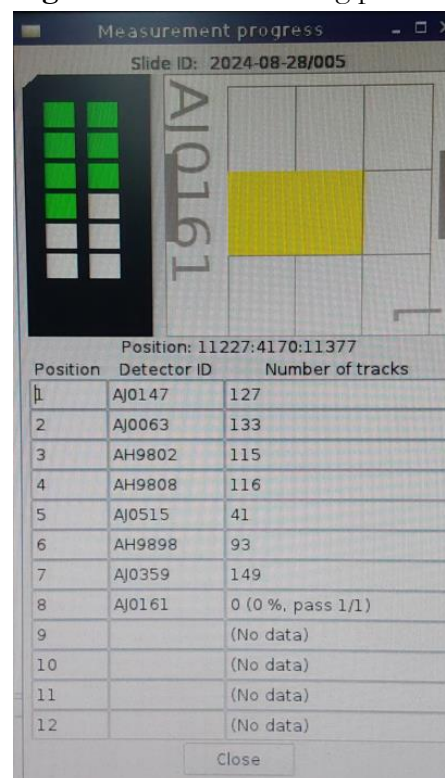 Measurement progress
Slide ID: 2024-08-28/005
AJ0161
Position: 11227:4170:11377
Position Detector ID Number of tracks
1 AJ0147 127
2 AJ0063 133
3 AH9802 115
4 AH9808 116
5 AJ0515 41
6 AH9898 93
7 AJ0359 149
8 AJ0161 0 (0 %, pass 1/1)
9 (No data)
10 (No data)
11 (No data)
12 (No data)
Close